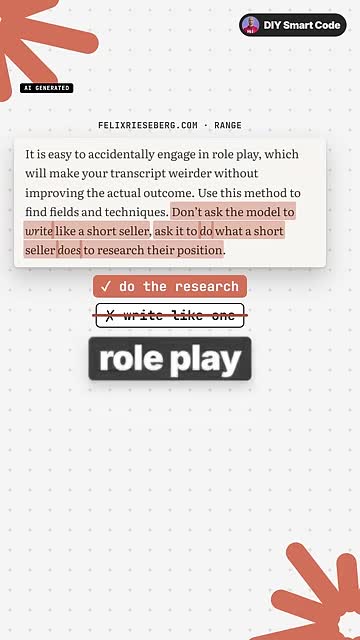 DIY Smart Code
AI GENERATED
FELIXRIESEBERG.COM · RANGE
It is easy to accidentally engage in role play, which
will make your transcript weirder without
improving the actual outcome. Use this method to
find fields and techniques. Don't ask the model to
write like a short seller, ask it to do what a short
seller does to research their position.
✓ do the research
✗ write like one
role play